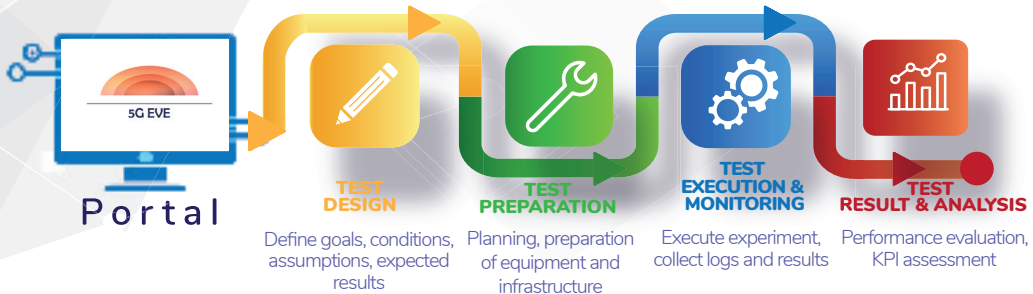 5G EVE
Portal
TEST
DESIGN
Define goals, conditions,
assumptions, expected
results
TEST
PREPARATION
Planning, preparation
of equipment and
infrastructure
TEST
EXECUTION &
MONITORING
Execute experiment,
collect logs and results
TEST
RESULT & ANALYSIS
Performance evaluation,
KPI assessment